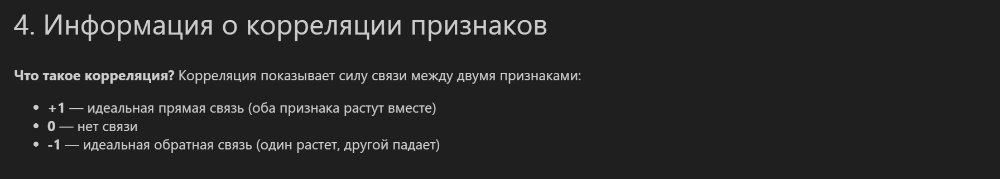 4. Информация о корреляции признаков
Что такое корреляция? Корреляция показывает силу связи между двумя признаками:
• +1 — идеальная прямая связь (оба признака растут вместе)
• 0 — нет связи
• -1 — идеальная обратная связь (один растет, другой падает)